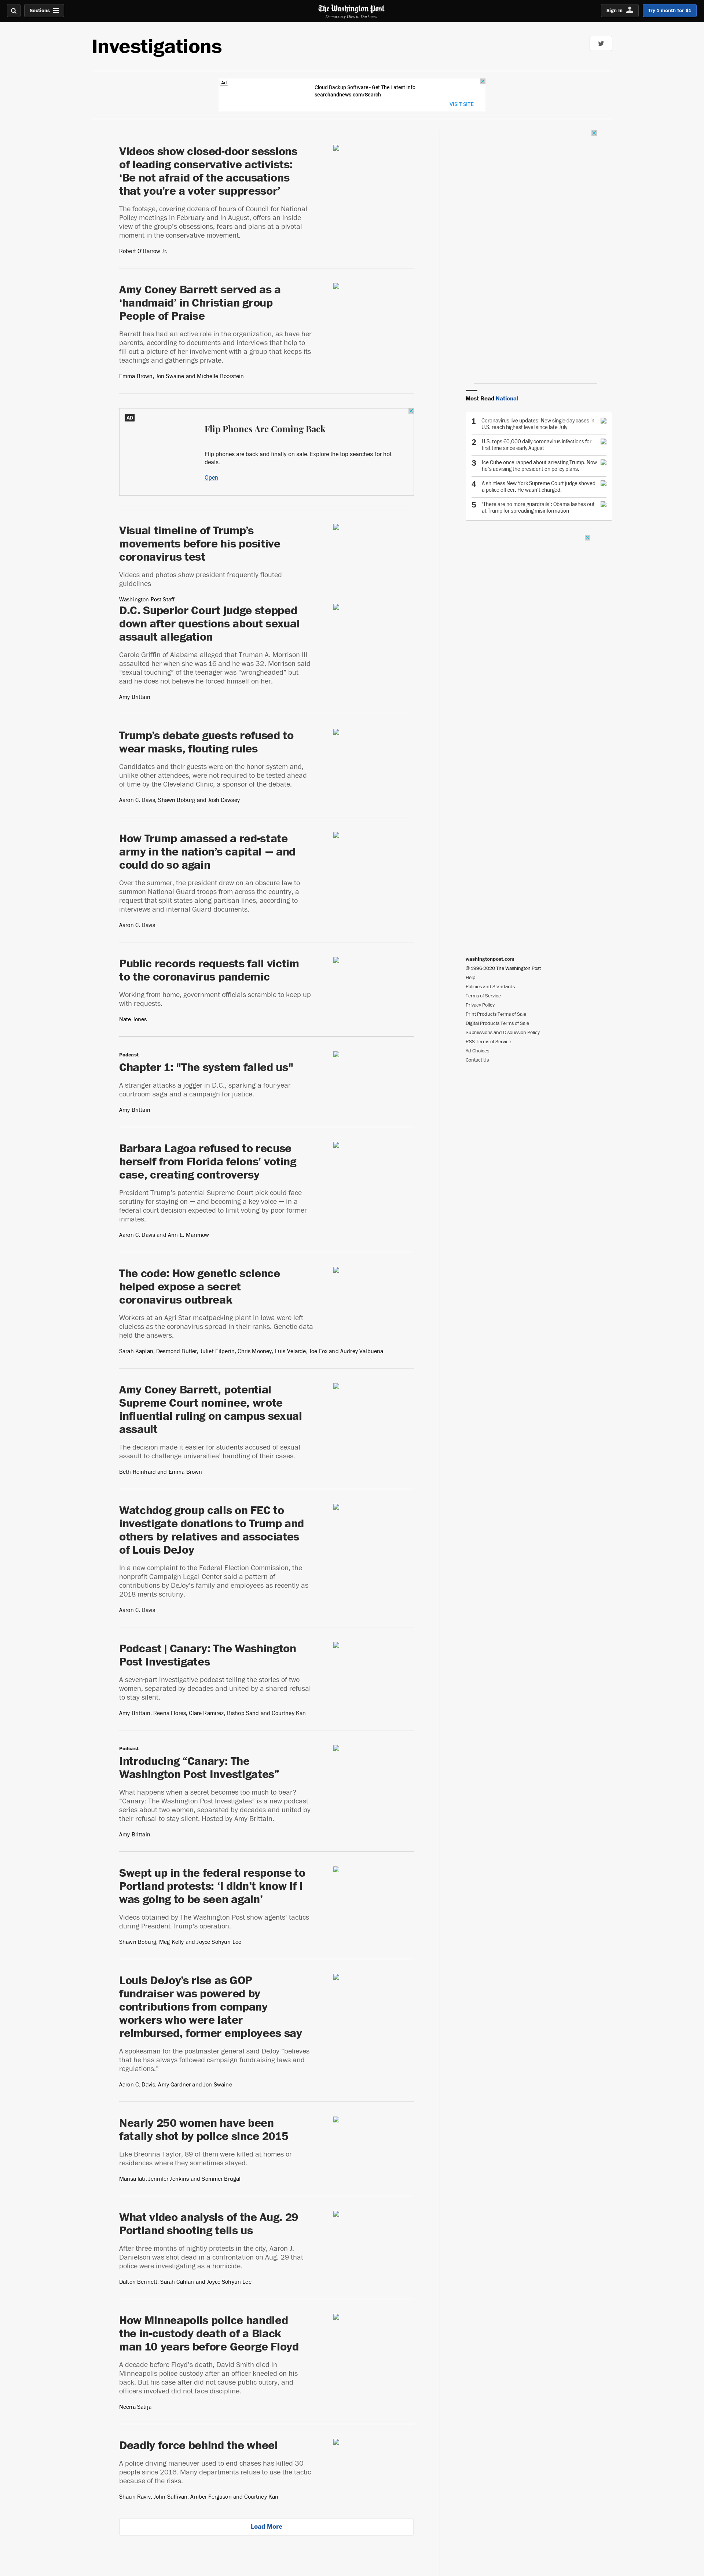 Sections
The Washington Post
Democracy Dies in Darkness
Sign In
Try 1 month for $1
Investigations
Ad
Cloud Backup Software - Get The Latest Info
searchandnews.com/Search
VISIT SITE
Videos show closed-door sessions
of leading conservative activists:
‘Be not afraid of the accusations
that you’re a voter suppressor’
The footage, covering dozens of hours of Council for National
Policy meetings in February and in August, offers an inside
view of the group’s obsessions, fears and plans at a pivotal
moment in the conservative movement.
Robert O'Harrow Jr.
Amy Coney Barrett served as a
‘handmaid’ in Christian group
People of Praise
Barrett has had an active role in the organization, as have her
parents, according to documents and interviews that help to
fill out a picture of her involvement with a group that keeps its
teachings and gatherings private.
Emma Brown, Jon Swaine and Michelle Boorstein
AD
Flip Phones Are Coming Back
Flip phones are back and finally on sale. Explore the top searches for hot
deals.
Open
Visual timeline of Trump’s
movements before his positive
coronavirus test
Videos and photos show president frequently flouted
guidelines
Washington Post Staff
D.C. Superior Court judge stepped
down after questions about sexual
assault allegation
Carole Griffin of Alabama alleged that Truman A. Morrison III
assaulted her when she was 16 and he was 32. Morrison said
“sexual touching” of the teenager was “wrongheaded” but
said he does not believe he forced himself on her.
Amy Brittain
Trump’s debate guests refused to
wear masks, flouting rules
Candidates and their guests were on the honor system and,
unlike other attendees, were not required to be tested ahead
of time by the Cleveland Clinic, a sponsor of the debate.
Aaron C. Davis, Shawn Boburg and Josh Dawsey
How Trump amassed a red-state
army in the nation’s capital — and
could do so again
Over the summer, the president drew on an obscure law to
summon National Guard troops from across the country, a
request that split states along partisan lines, according to
interviews and internal Guard documents.
Aaron C. Davis
Public records requests fall victim
to the coronavirus pandemic
Working from home, government officials scramble to keep up
with requests.
Nate Jones
Podcast
Chapter 1: "The system failed us"
A stranger attacks a jogger in D.C., sparking a four-year
courtroom saga and a campaign for justice.
Amy Brittain
Barbara Lagoa refused to recuse
herself from Florida felons’ voting
case, creating controversy
President Trump’s potential Supreme Court pick could face
scrutiny for staying on — and becoming a key voice — in a
federal court decision expected to limit voting by poor former
inmates.
Aaron C. Davis and Ann E. Marimow
The code: How genetic science
helped expose a secret
coronavirus outbreak
Workers at an Agri Star meatpacking plant in Iowa were left
clueless as the coronavirus spread in their ranks. Genetic data
held the answers.
Sarah Kaplan, Desmond Butler, Juliet Eilperin, Chris Mooney, Luis Velarde, Joe Fox and Audrey Valbuena
Amy Coney Barrett, potential
Supreme Court nominee, wrote
influential ruling on campus sexual
assault
The decision made it easier for students accused of sexual
assault to challenge universities’ handling of their cases.
Beth Reinhard and Emma Brown
Watchdog group calls on FEC to
investigate donations to Trump and
others by relatives and associates
of Louis DeJoy
In a new complaint to the Federal Election Commission, the
nonprofit Campaign Legal Center said a pattern of
contributions by DeJoy’s family and employees as recently as
2018 merits scrutiny.
Aaron C. Davis
Podcast | Canary: The Washington
Post Investigates
A seven-part investigative podcast telling the stories of two
women, separated by decades and united by a shared refusal
to stay silent.
Amy Brittain, Reena Flores, Clare Ramirez, Bishop Sand and Courtney Kan
Podcast
Introducing “Canary: The
Washington Post Investigates”
What happens when a secret becomes too much to bear?
“Canary: The Washington Post Investigates” is a new podcast
series about two women, separated by decades and united by
their refusal to stay silent. Hosted by Amy Brittain.
Amy Brittain
Swept up in the federal response to
Portland protests: ‘I didn’t know if I
was going to be seen again’
Videos obtained by The Washington Post show agents’ tactics
during President Trump’s operation.
Shawn Boburg, Meg Kelly and Joyce Sohyun Lee
Louis DeJoy’s rise as GOP
fundraiser was powered by
contributions from company
workers who were later
reimbursed, former employees say
A spokesman for the postmaster general said DeJoy “believes
that he has always followed campaign fundraising laws and
regulations.”
Aaron C. Davis, Amy Gardner and Jon Swaine
Nearly 250 women have been
fatally shot by police since 2015
Like Breonna Taylor, 89 of them were killed at homes or
residences where they sometimes stayed.
Marisa Iati, Jennifer Jenkins and Sommer Brugal
What video analysis of the Aug. 29
Portland shooting tells us
After three months of nightly protests in the city, Aaron J.
Danielson was shot dead in a confrontation on Aug. 29 that
police were investigating as a homicide.
Dalton Bennett, Sarah Cahlan and Joyce Sohyun Lee
How Minneapolis police handled
the in-custody death of a Black
man 10 years before George Floyd
A decade before Floyd’s death, David Smith died in
Minneapolis police custody after an officer kneeled on his
back. But his case after did not cause public outcry, and
officers involved did not face discipline.
Neena Satija
Deadly force behind the wheel
A police driving maneuver used to end chases has killed 30
people since 2016. Many departments refuse to use the tactic
because of the risks.
Shaun Raviv, John Sullivan, Amber Ferguson and Courtney Kan
Load More
Most Read National
1 Coronavirus live updates: New single-day cases in
U.S. reach highest level since late July
2 U.S. tops 60,000 daily coronavirus infections for
first time since early August
3 Ice Cube once rapped about arresting Trump. Now
he’s advising the president on policy plans.
4 A shirtless New York Supreme Court judge shoved
a police officer. He wasn’t charged.
5 ‘There are no more guardrails’: Obama lashes out
at Trump for spreading misinformation
washingtonpost.com
© 1996-2020 The Washington Post
Help
Policies and Standards
Terms of Service
Privacy Policy
Print Products Terms of Sale
Digital Products Terms of Sale
Submissions and Discussion Policy
RSS Terms of Service
Ad Choices
Contact Us